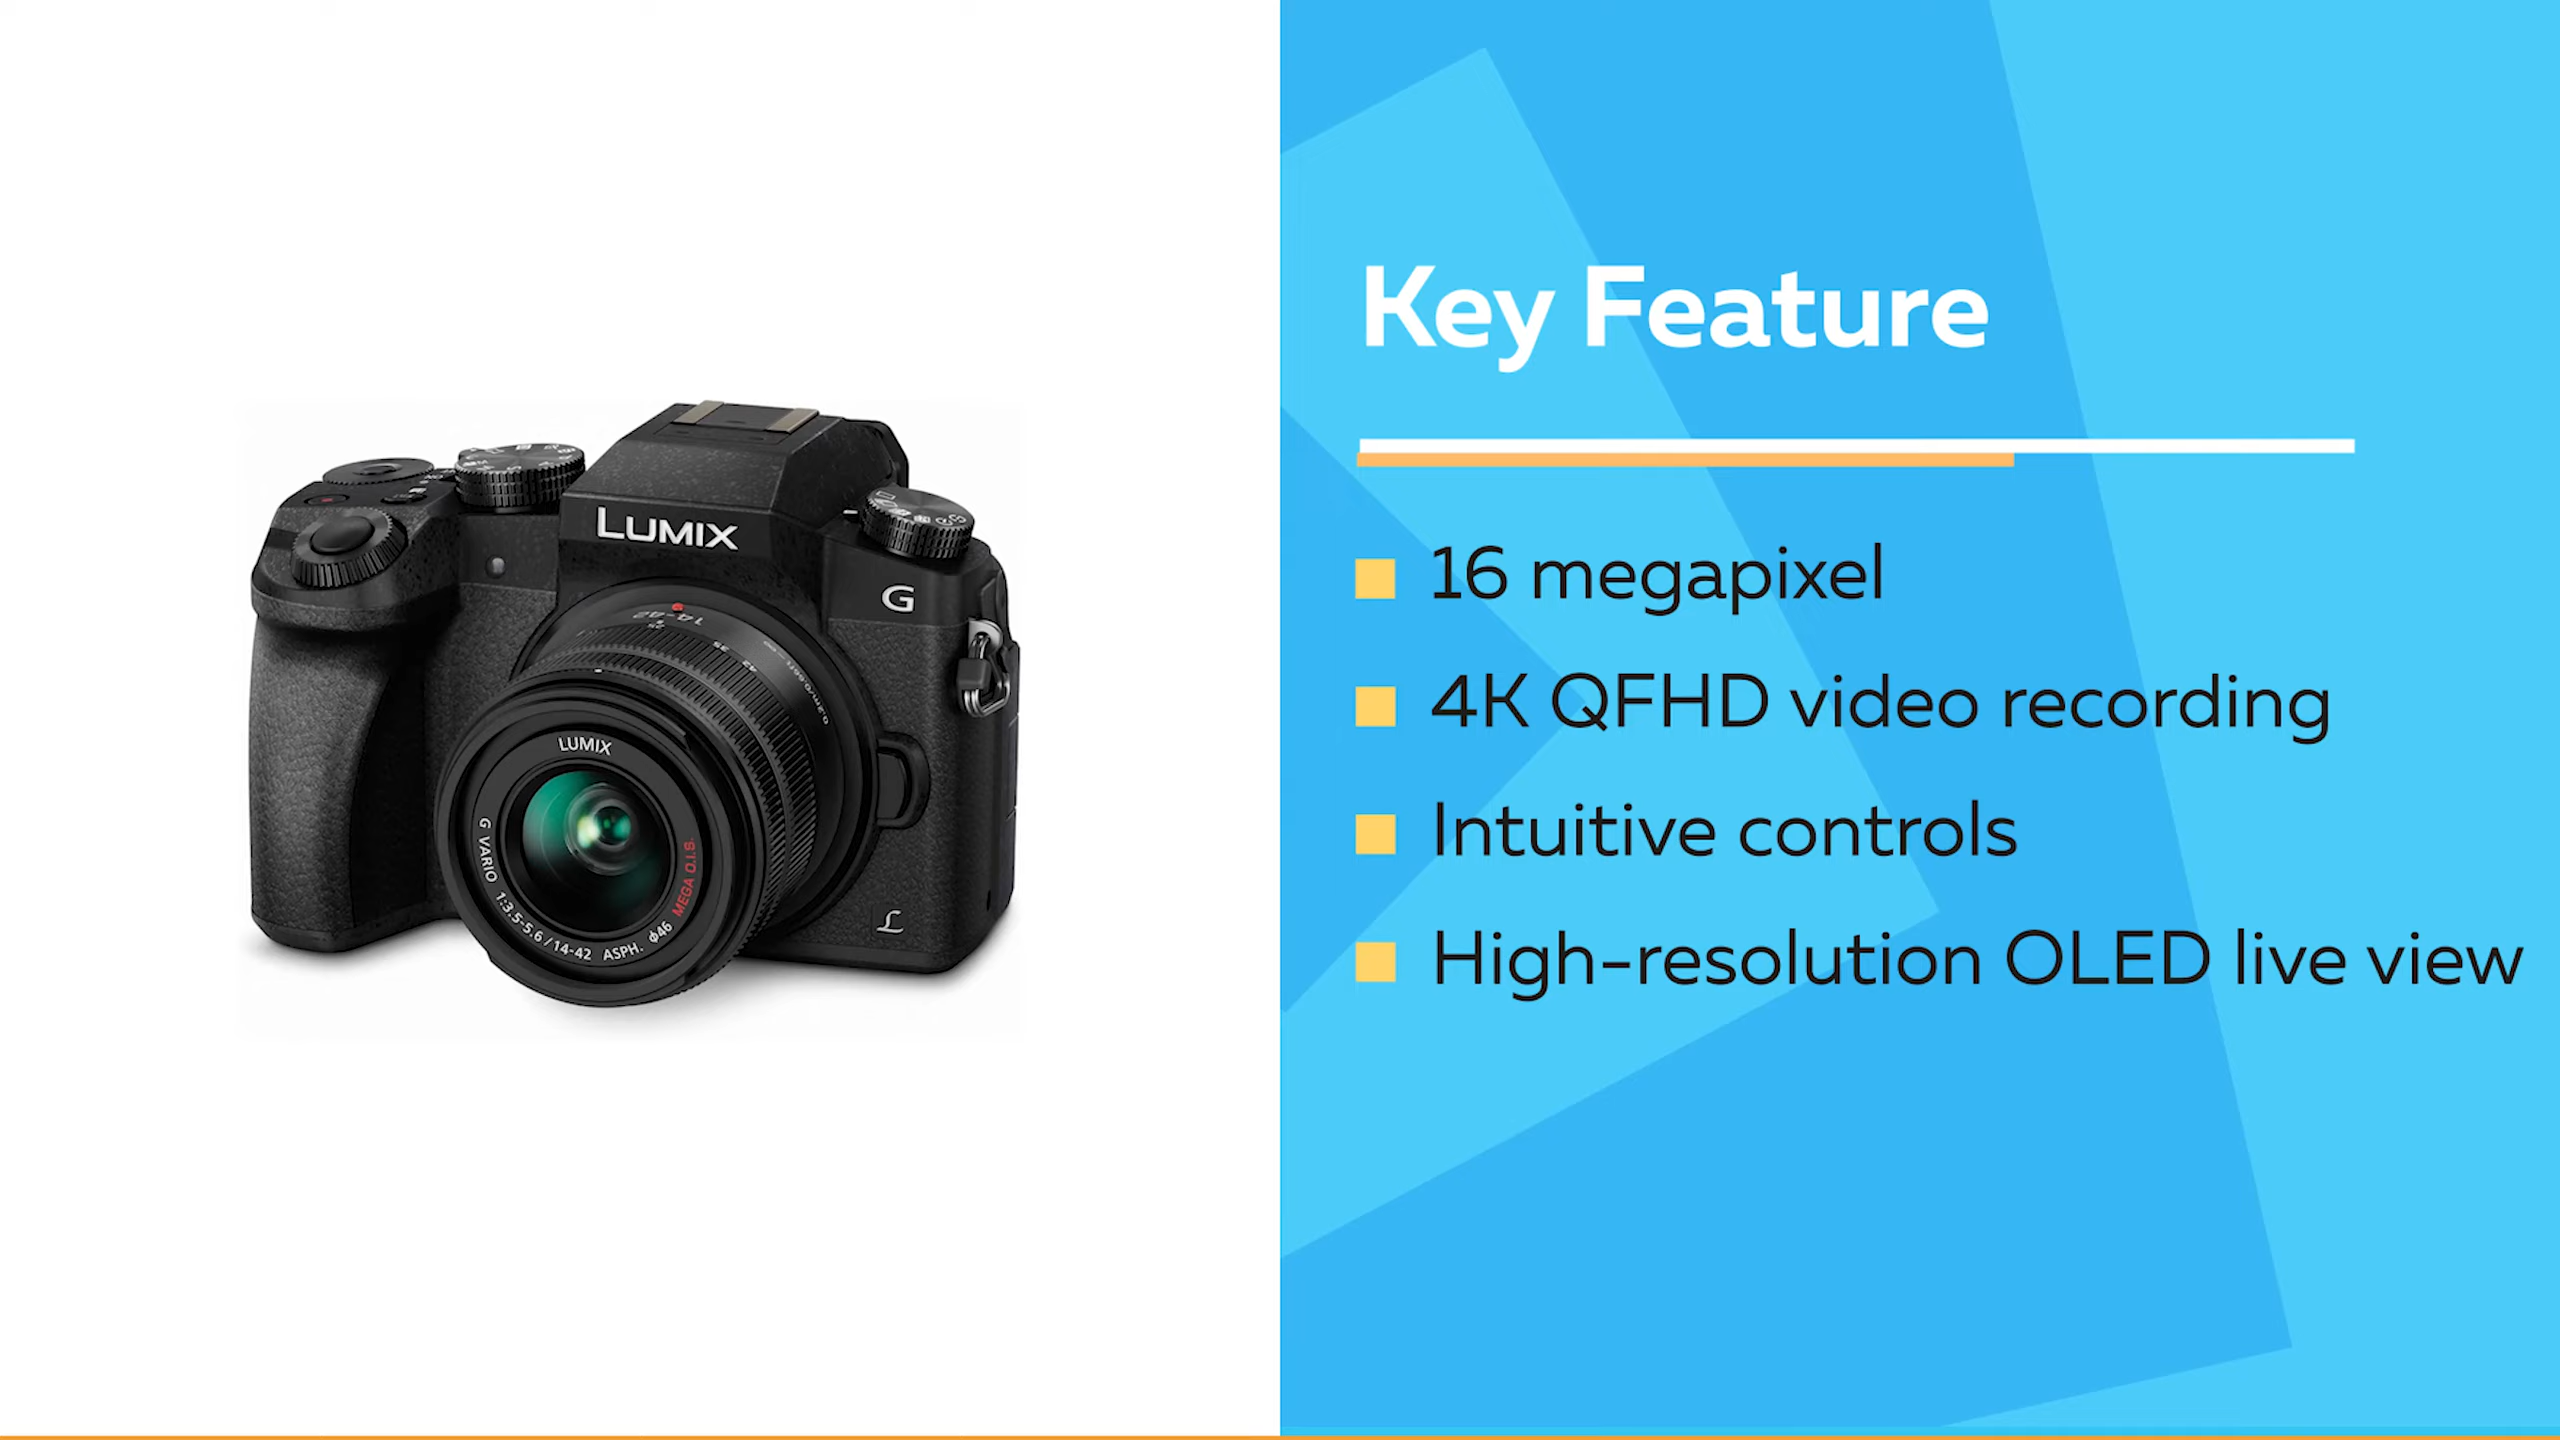 Key Feature
16 megapixel
4K QFHD video recording
Intuitive controls
High-resolution OLED live view
LUMIX
G
14-42
LUMIX
G VARIO 1:3.5-5.6 / 14-42 ASPH. ϕ46 MEGA O.I.S.
L